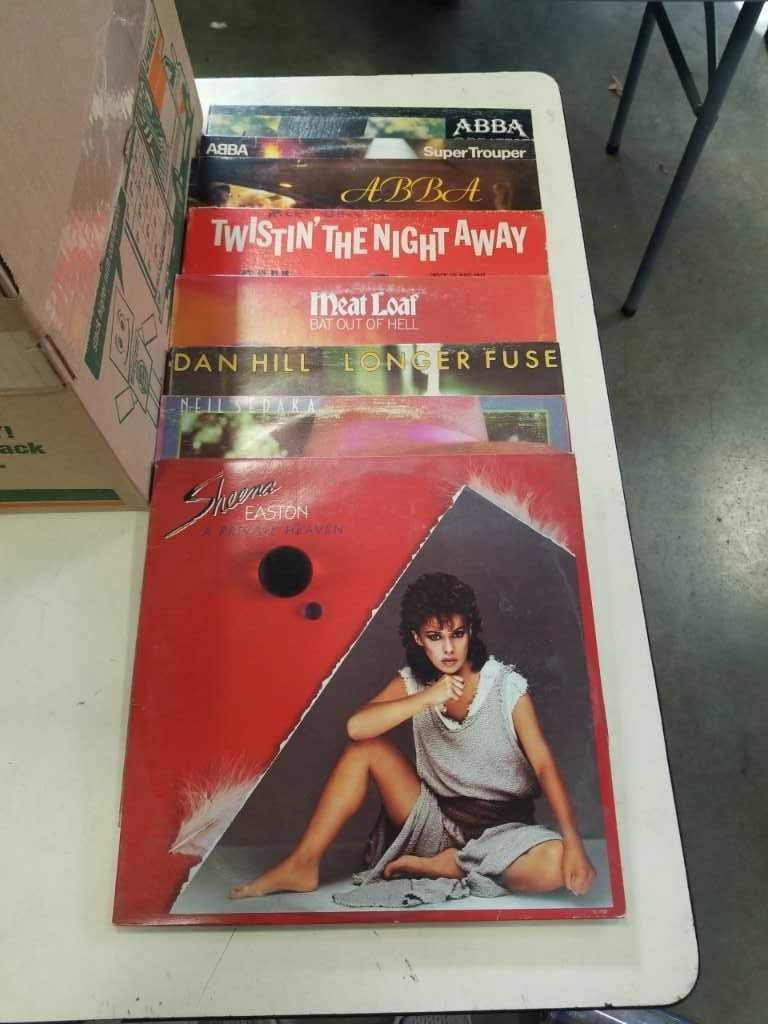 ABBA
ABBA Super Trouper
ABBA
TWISTIN' THE NIGHT AWAY
Meat Loaf
BAT OUT OF HELL
DAN HILL LONGER FUSE
NEIL SEDAKA
Sheena
EASTON
A PRIVATE HEAVEN
ack